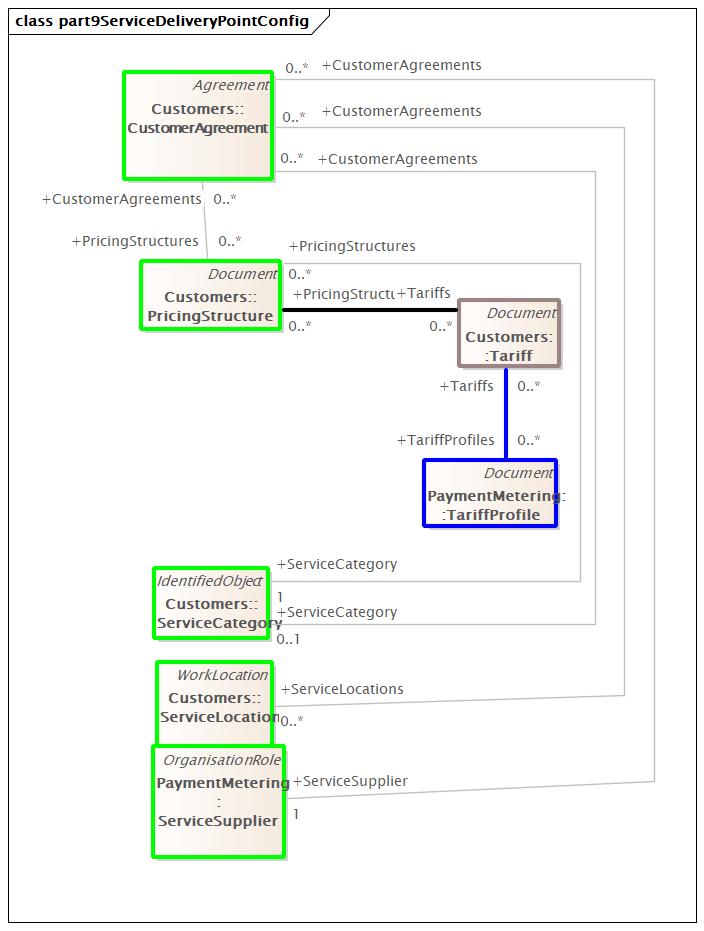 class part9ServiceDeliveryPointConfig
0..* +CustomerAgreements
Agreement
Customers::
CustomerAgreement
0..* +CustomerAgreements
0..* +CustomerAgreements
+CustomerAgreements 0..*
+PricingStructures 0..*
+PricingStructures
Document
Customers::
PricingStructure
0..*
+PricingStructu +Tariffs
0..* 0..*
Document
Customers:
:Tariff
+Tariffs 0..*
+TariffProfiles 0..*
Document
PaymentMetering:
:TariffProfile
+ServiceCategory
IdentifiedObject
Customers::
ServiceCategory
1
+ServiceCategory
0..1
WorkLocation
Customers::
ServiceLocation
+ServiceLocations
0..*
OrganisationRole
PaymentMetering
:
ServiceSupplier
+ServiceSupplier
1